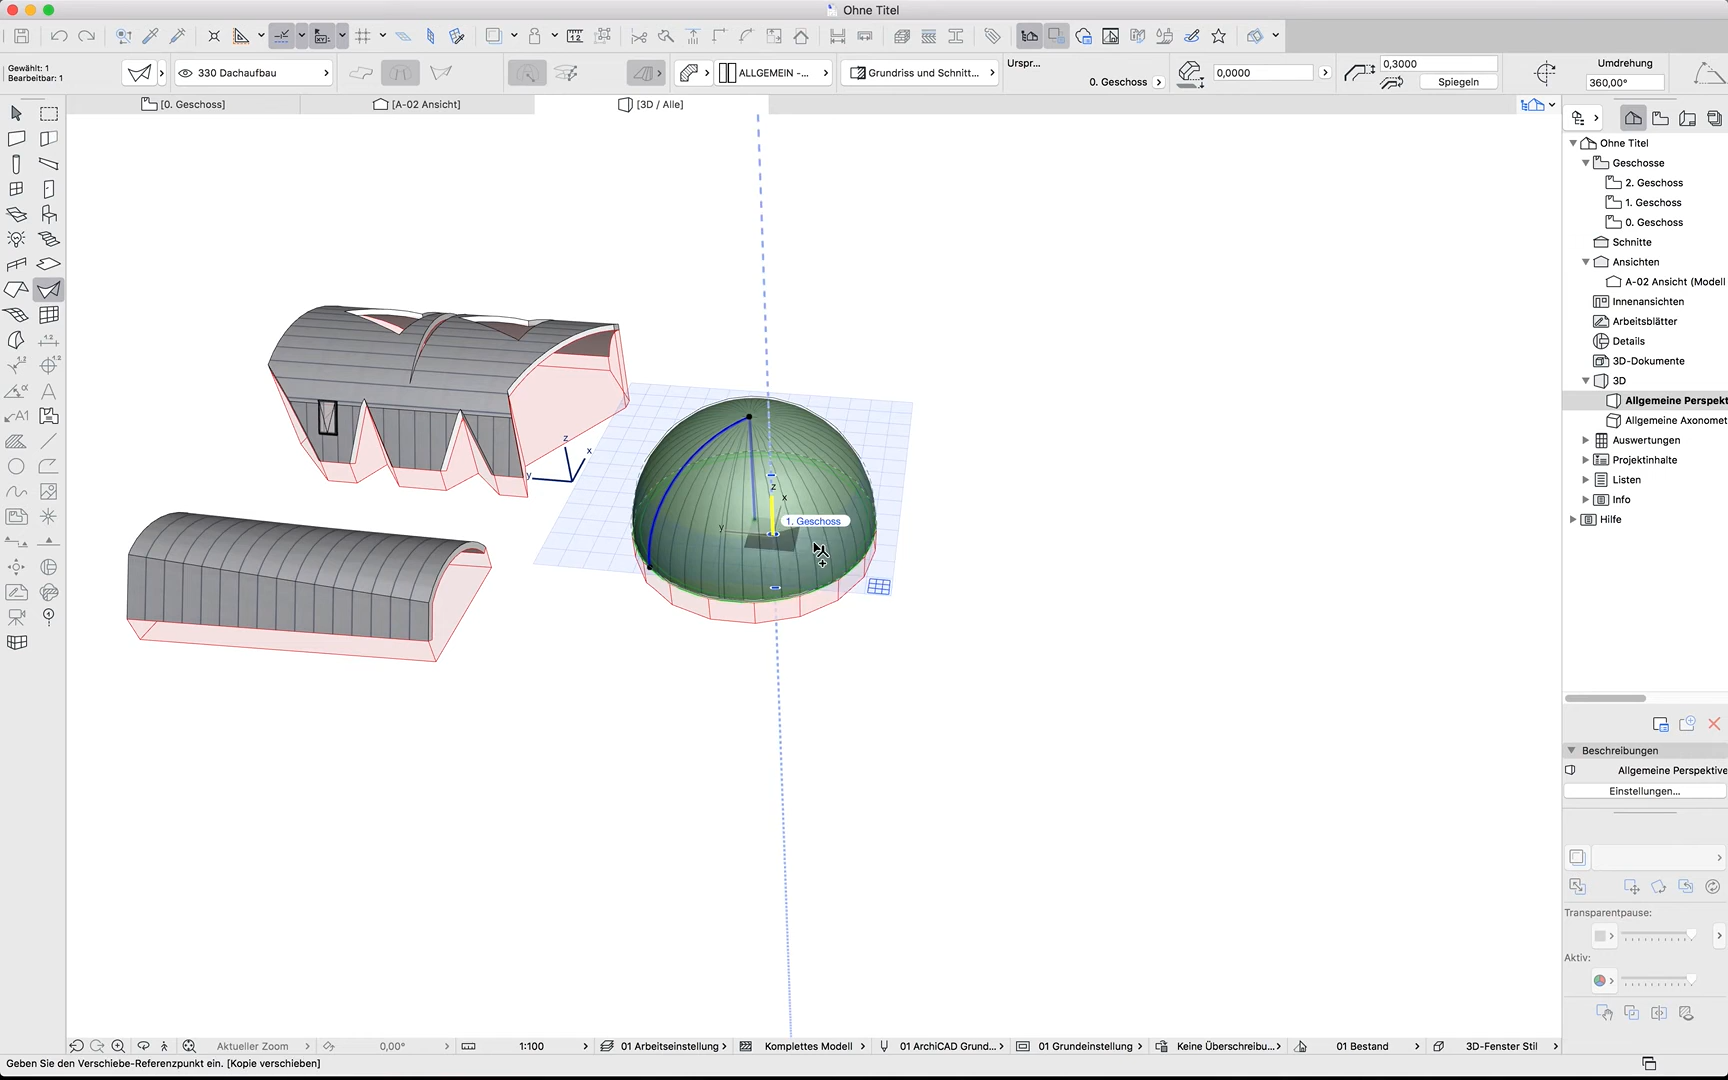 Ohne Titel
Gewählt: 1
Bearbeitbar: 1
330 Dachaufbau
ALLGEMEIN -...
Grundriss und Schnitt...
Urspr...
0. Geschoss
0,0000
0,3000
Spiegeln
Umdrehung
360,00°
[0. Geschoss]
[A-02 Ansicht]
[3D / Alle]
Ohne Titel
Geschosse
2. Geschoss
1. Geschoss
0. Geschoss
Schnitte
Ansichten
A-02 Ansicht (Modell
Innenansichten
Arbeitsblätter
Details
3D-Dokumente
3D
Allgemeine Perspekt
Allgemeine Axonomet
Auswertungen
Projektinhalte
Listen
Info
Hilfe
z
x
y
z
x
y
1. Geschoss
Beschreibungen
Allgemeine Perspektive
Einstellungen...
Transparentpause:
Aktiv:
Aktueller Zoom
0,00°
1:100
01 Arbeitseinstellung
Komplettes Modell
01 ArchiCAD Grund...
01 Grundeinstellung
Keine Überschreibu...
01 Bestand
3D-Fenster Stil
Geben Sie den Verschiebe-Referenzpunkt ein. [Kopie verschieben]